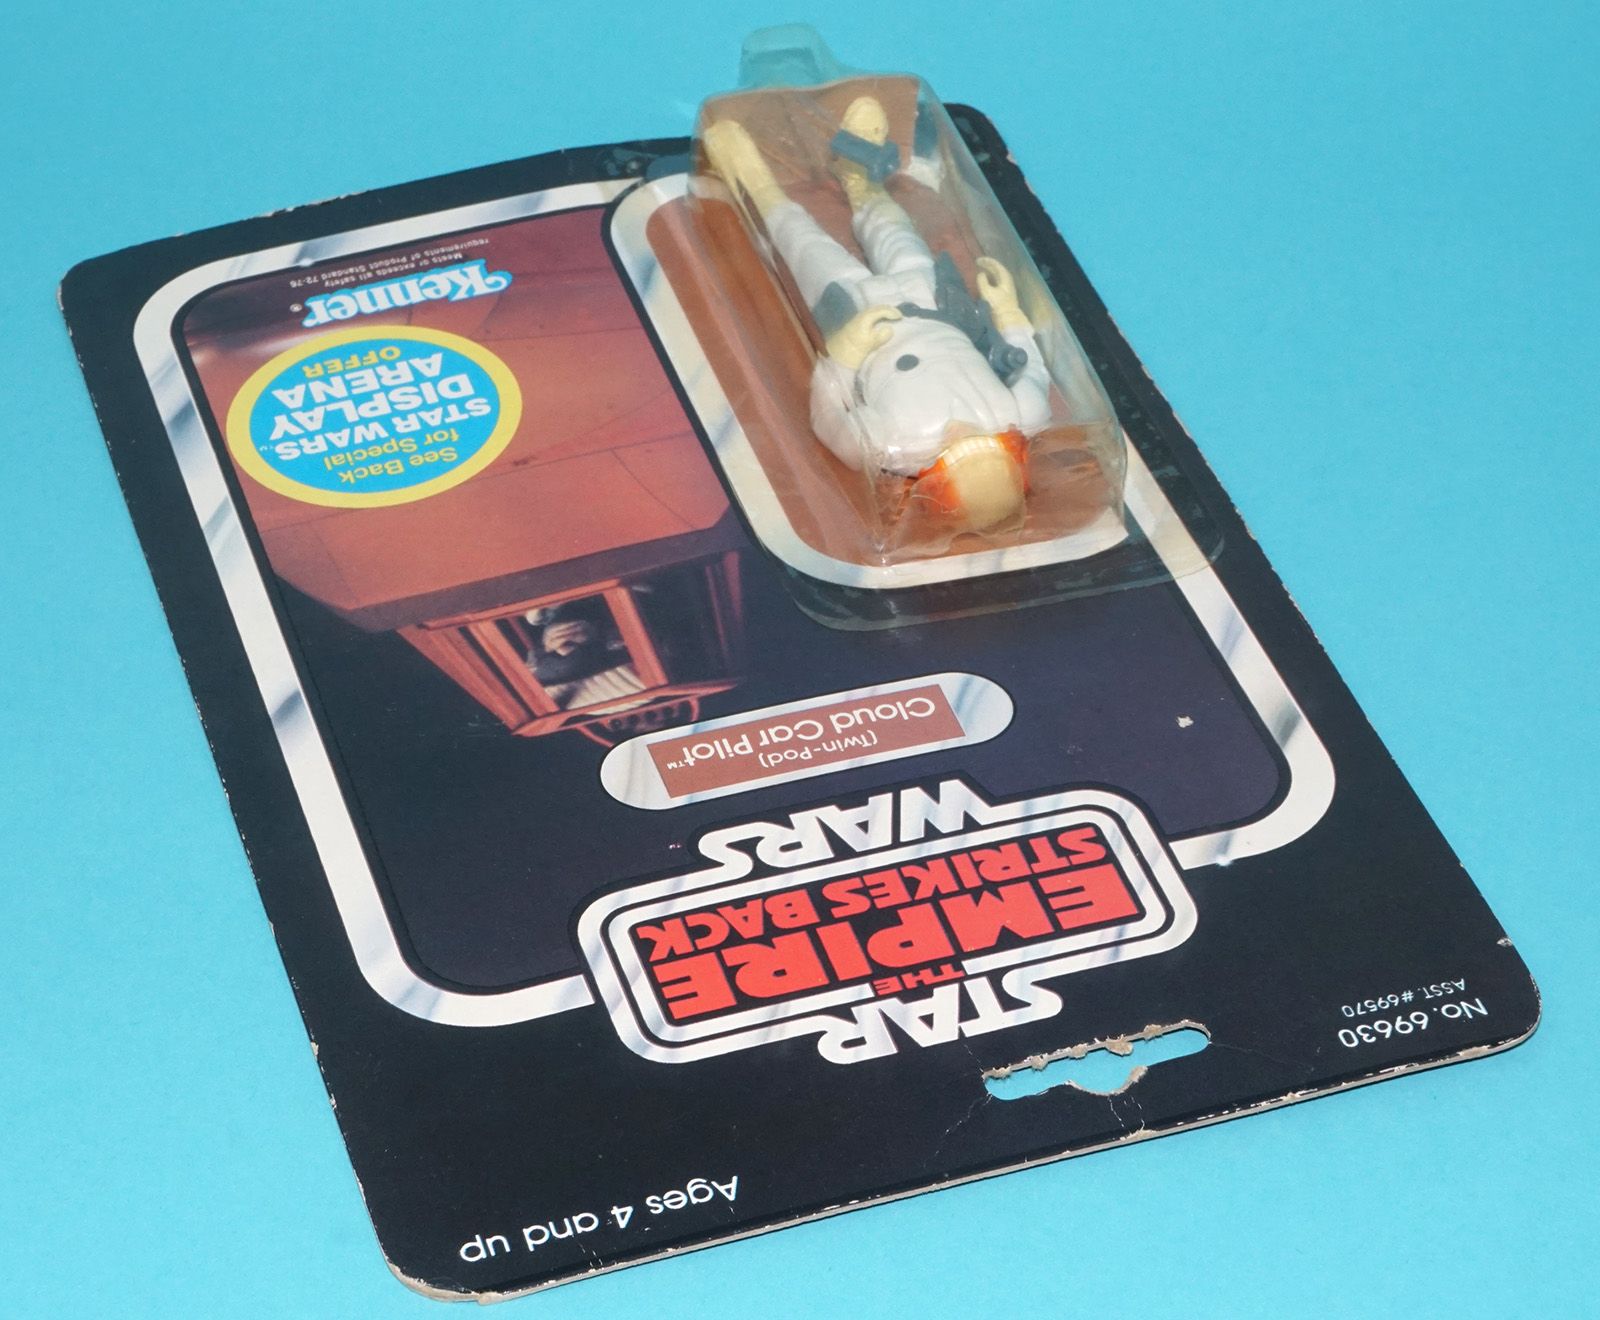 Ages 4 and up
No. 69630
ASST. #69570
STAR
THE
EMPIRE
STRIKES BACK
WARS
™
(Twin-Pod)
Cloud Car Pilot™
See Back
for Special
STAR WARS™
DISPLAY
ARENA
OFFER
Kenner®
Meets or exceeds all safety
requirements of Product Standard 72-76